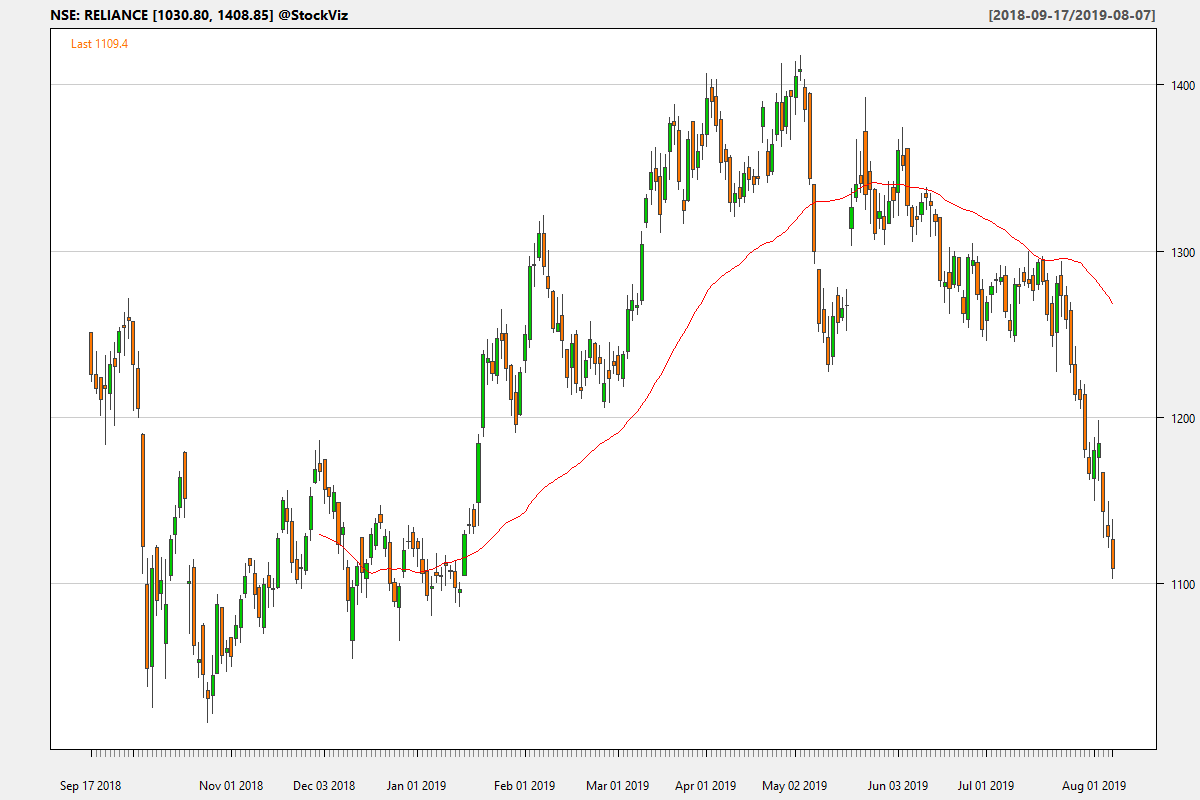 NSE: RELIANCE [1030.80, 1408.85] @StockViz [2018-09-17/2019-08-07]
Last 1109.4
1400
1300
1200
1100
Sep 17 2018 Nov 01 2018 Dec 03 2018 Jan 01 2019 Feb 01 2019 Mar 01 2019 Apr 01 2019 May 02 2019 Jun 03 2019 Jul 01 2019 Aug 01 2019